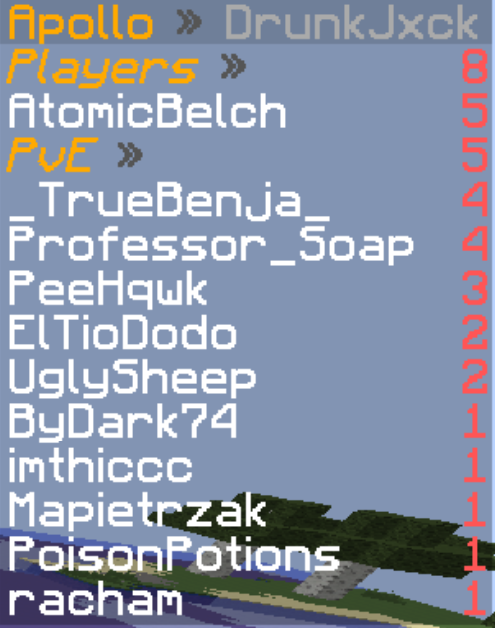 Apollo » DrunkJxck
Players » 8
AtomicBelch 5
PvE » 5
_TrueBenja_ 4
Professor_Soap 4
PeeHqwk 3
ElTioDodo 2
UglySheep 2
ByDark74 1
imthiccc 1
Mapietrzak 1
PoisonPotions 1
racham 1